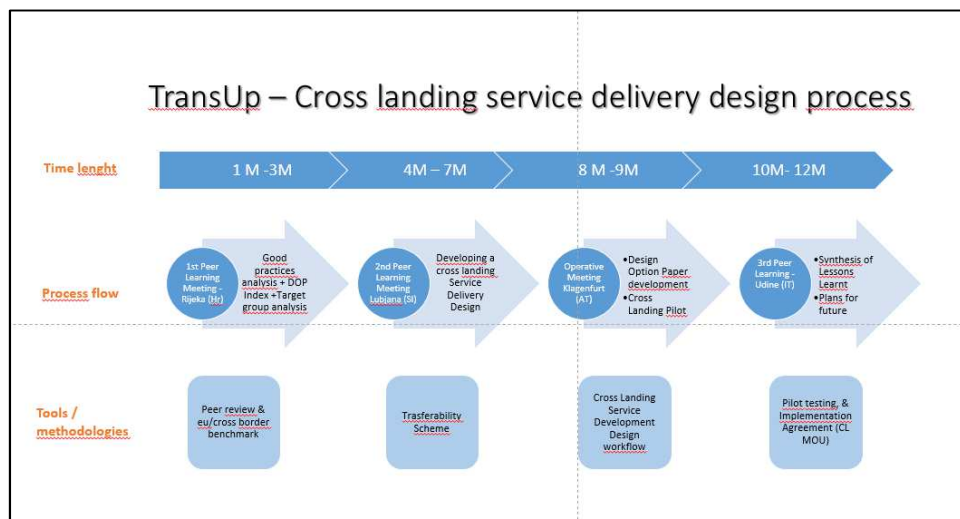 TransUp – Cross landing service delivery design process
Time lenght
1 M -3M
4M – 7M
8 M -9M
10M- 12M
Process flow
1st Peer
Learning
Meeting -
Rijeka (Hr)
Good
practices
analysis + DOP
Index +Target
group analysis
2nd Peer
Learning
Meeting
Lubjana (SI)
Developing a
cross landing
Service
Delivery
Design
Operative
Meeting
Klagenfurt
(AT)
•Design
Option Paper
development
•Cross
Landing Pilot
3rd Peer
Learning -
Udine (IT)
•Synthesis of
Lessons
Learnt
•Plans for
future
Tools /
methodologies
Peer review &
eu/cross border
benchmark
Trasferability
Scheme
Cross Landing
Service
Development
Design
workflow
Pilot testing, &
Implementation
Agreement (CL
MOU)